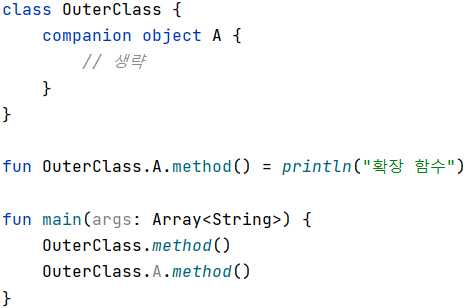 class OuterClass {
    companion object A {
        // 생략
    }
}

fun OuterClass.A.method() = println("확장 함수")

fun main(args: Array<String>) {
    OuterClass.method()
    OuterClass.A.method()
}